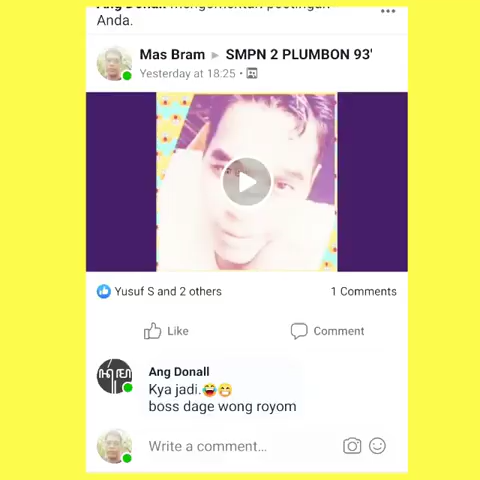 Anda.
Mas Bram ▸ SMPN 2 PLUMBON 93'
Yesterday at 18:25 •
Yusuf S and 2 others
1 Comments
Like
Comment
Ang Donall
Kya jadi.🤣😁
boss dage wong royom
Write a comment...